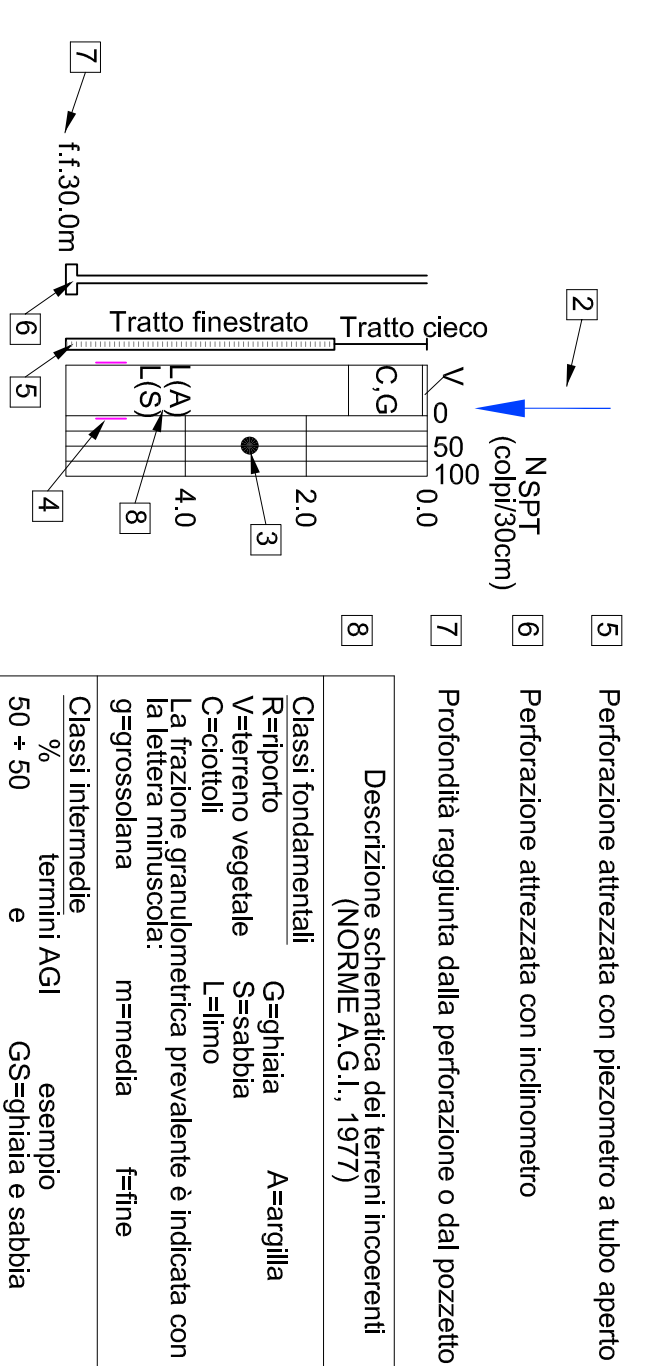 2
N SPT
(colpi/30cm)
0
50
100
0.0
2.0
4.0
Tratto cieco
Tratto finestrato
V
C,G
L(A)
L(S)
3
8
4
5
6
7
f.f.30.0m
5 Perforazione attrezzata con piezometro a tubo aperto
6 Perforazione attrezzata con inclinometro
7 Profondità raggiunta dalla perforazione o dal pozzetto
8
Descrizione schematica dei terreni incoerenti
(NORME A.G.I., 1977)
Classi fondamentali
R=riporto G=ghiaia A=argilla
V=terreno vegetale S=sabbia
C=ciottoli L=limo
La frazione granulometrica prevalente è indicata con
la lettera minuscola:
g=grossolana m=media f=fine
Classi intermedie
% termini AGI esempio
50 ÷ 50 e GS=ghiaia e sabbia